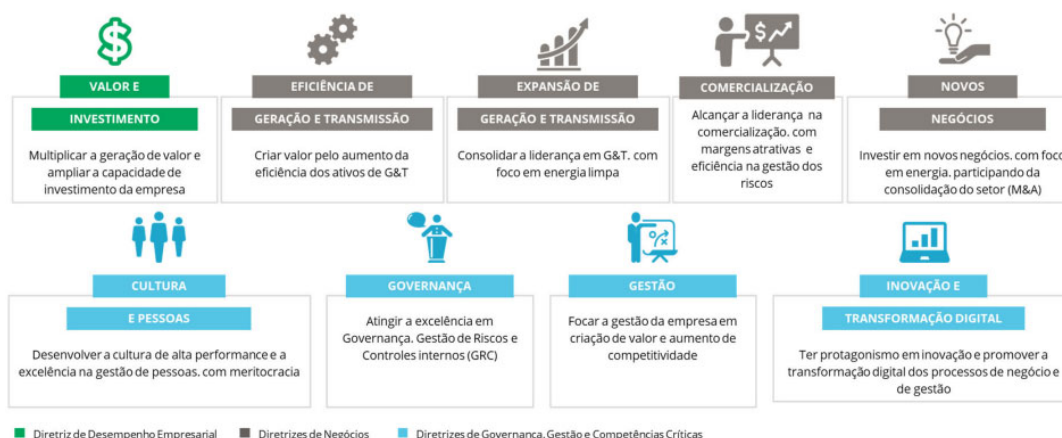 VALOR E
INVESTIMENTO
Multiplicar a geração de valor e
ampliar a capacidade de
investimento da empresa
EFICIÊNCIA DE
GERAÇÃO E TRANSMISSÃO
Criar valor pelo aumento da
eficiência dos ativos de G&T
EXPANSÃO DE
GERAÇÃO E TRANSMISSÃO
Consolidar a liderança em G&T. com
foco em energia limpa
COMERCIALIZAÇÃO
Alcançar a liderança na
comercialização. com
margens atrativas e
eficiência na gestão dos
riscos
NOVOS
NEGÓCIOS
Investir em novos negócios. com foco
em energia. participando da
consolidação do setor (M&A)
CULTURA
E PESSOAS
Desenvolver a cultura de alta performance e a
excelência na gestão de pessoas. com meritocracia
GOVERNANÇA
Atingir a excelência em
Governança. Gestão de Riscos e
Controles internos (GRC)
GESTÃO
Focar a gestão da empresa em
criação de valor e aumento de
competitividade
INOVAÇÃO E
TRANSFORMAÇÃO DIGITAL
Ter protagonismo em inovação e promover a
transformação digital dos processos de negócio e
de gestão
Diretriz de Desempenho Empresarial Diretrizes de Negócios Diretrizes de Governança. Gestão e Competências Críticas